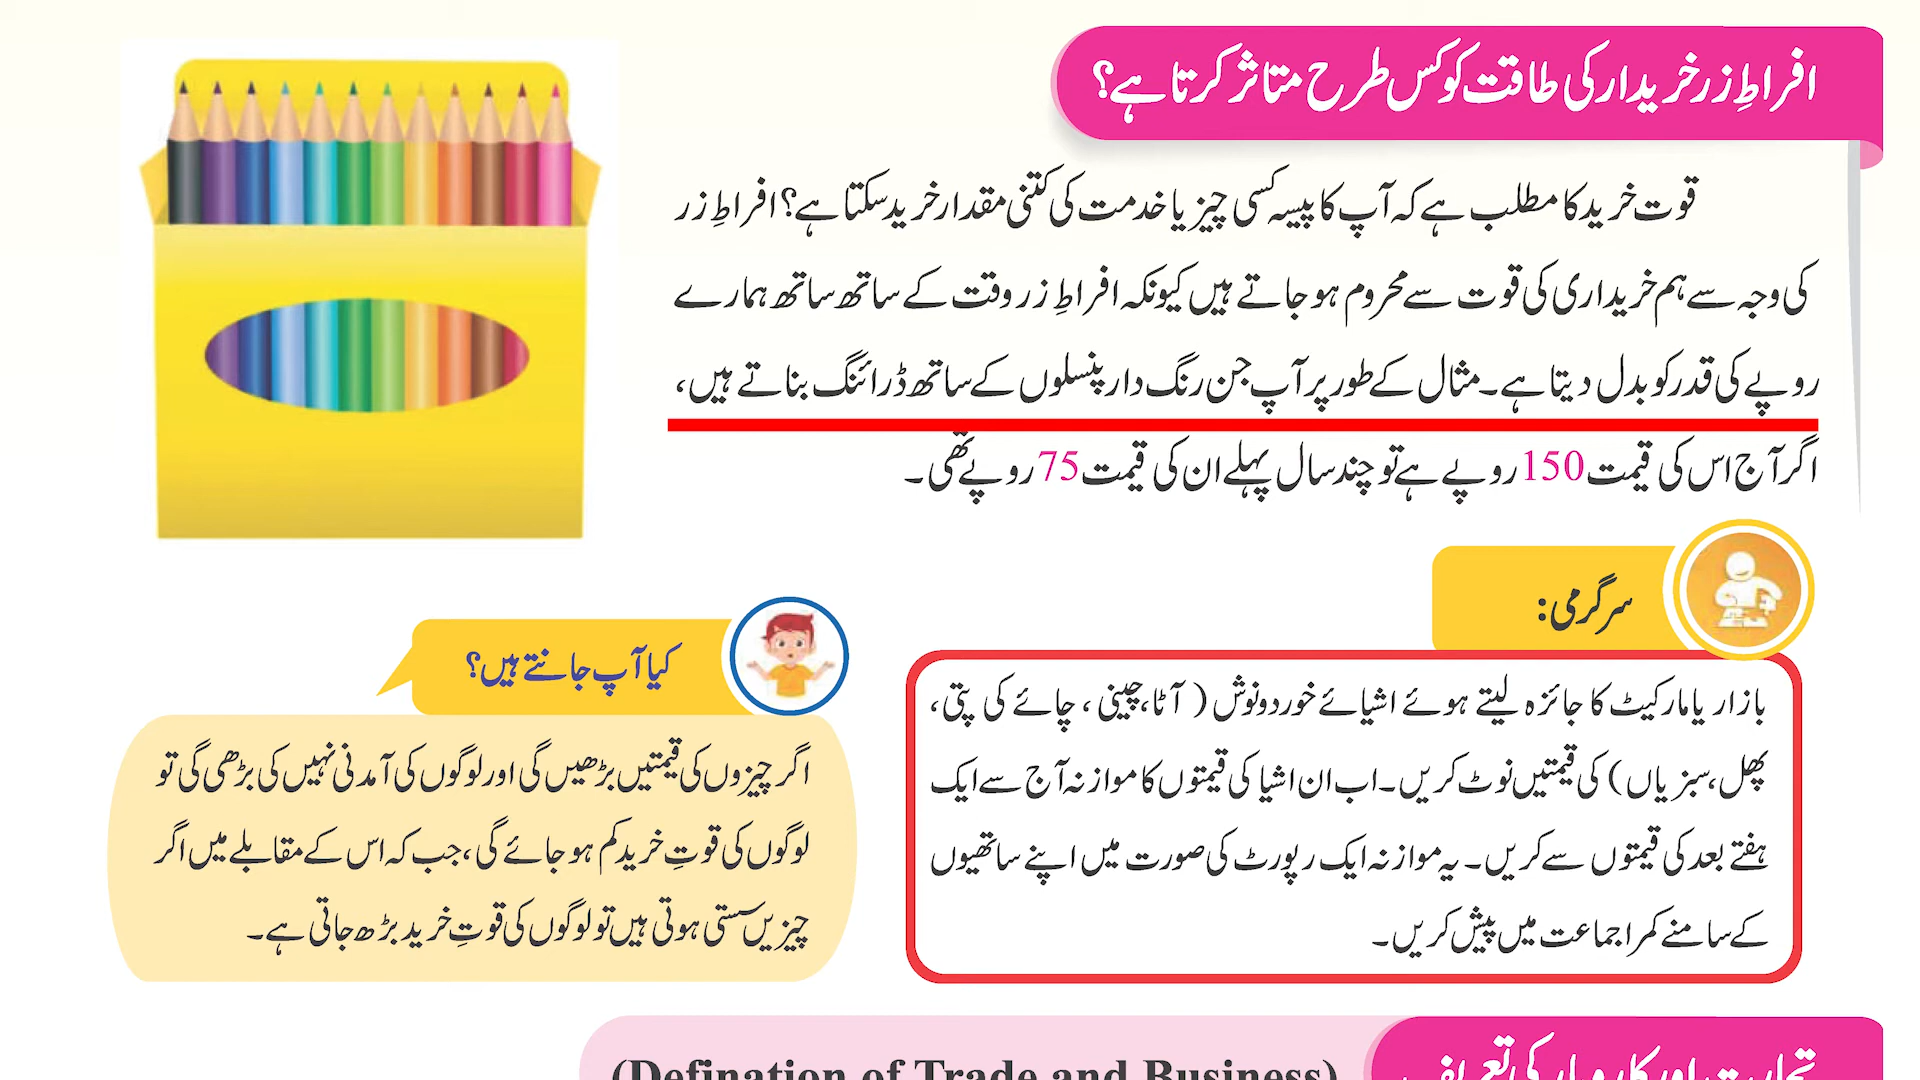 افراطِ زر خریدار کی طاقت کو کس طرح متاثر کرتا ہے؟
قوت خرید کا مطلب ہے کہ آپ کا پیسہ کسی چیز یا خدمت کی کتنی مقدار خرید سکتا ہے؟ افراطِ زر
کی وجہ سے ہم خریداری کی قوت سے محروم ہو جاتے ہیں کیونکہ افراطِ زر وقت کے ساتھ ساتھ ہمارے
روپے کی قدر کو بدل دیتا ہے۔ مثال کے طور پر آپ جن رنگ دار پنسلوں کے ساتھ ڈرائنگ بناتے ہیں،
اگر آج اس کی قیمت 150 روپے ہے تو چند سال پہلے ان کی قیمت 75 روپے تھی۔
سرگرمی:
بازار یا مارکیٹ کا جائزہ لیتے ہوئے اشیائے خوردونوش (آٹا، چینی، چائے کی پتی،
پھل، سبزیاں) کی قیمتیں نوٹ کریں۔ اب ان اشیا کی قیمتوں کا موازنہ آج سے ایک
ہفتے بعد کی قیمتوں سے کریں۔ یہ موازنہ ایک رپورٹ کی صورت میں اپنے ساتھیوں
کے سامنے کمرا جماعت میں پیش کریں۔
کیا آپ جانتے ہیں؟
اگر چیزوں کی قیمتیں بڑھیں گی اور لوگوں کی آمدنی نہیں کی بڑھی گی تو
لوگوں کی قوتِ خرید کم ہو جائے گی، جب کہ اس کے مقابلے میں اگر
چیزیں سستی ہوتی ہیں تو لوگوں کی قوتِ خرید بڑھ جاتی ہے۔
تجارت اور کاروبار کی تعریف
(Defination of Trade and Business)